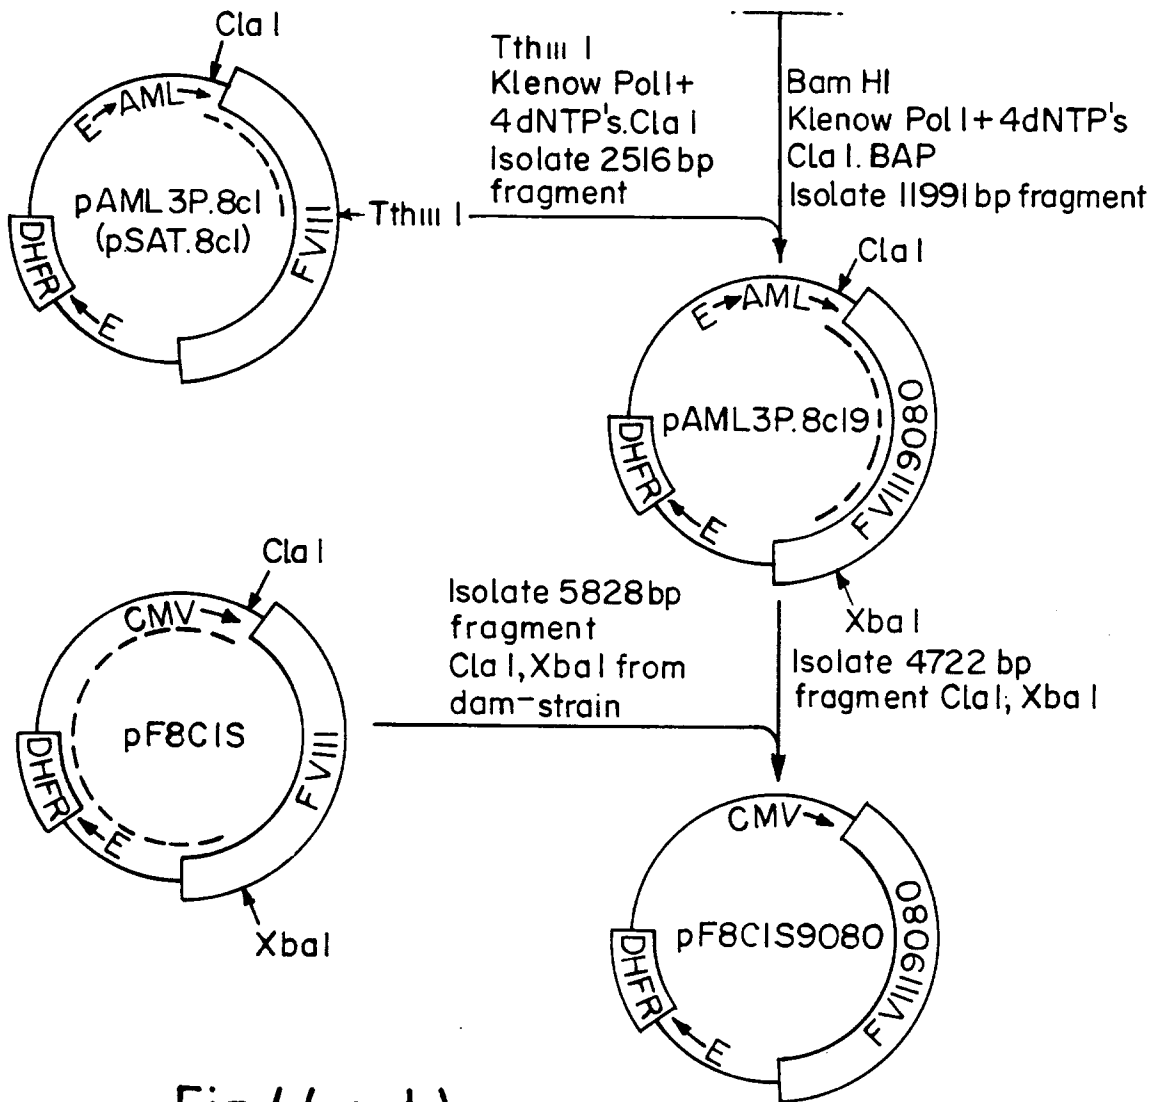 Cla I
E AML
pAML3P.8cl
(pSAT.8cl)
DHFR
E
FVIII
TthIII I
TthIII I
Klenow Pol I+
4dNTP's.Cla I
Isolate 2516 bp
fragment
Bam HI
Klenow Pol I + 4dNTP's
Cla I. BAP
Isolate 11991 bp fragment
Cla I
E AML
pAML3P.8cl9
DHFR
E
FVIII9080
Xba I
Cla I
CMV
pF8CIS
DHFR
E
FVIII
Xba I
Isolate 5828 bp
fragment
Cla I, Xba I from
dam- strain
Isolate 4722 bp
fragment Cla I; Xba I
CMV
pF8CIS9080
DHFR
E
FVIII9080